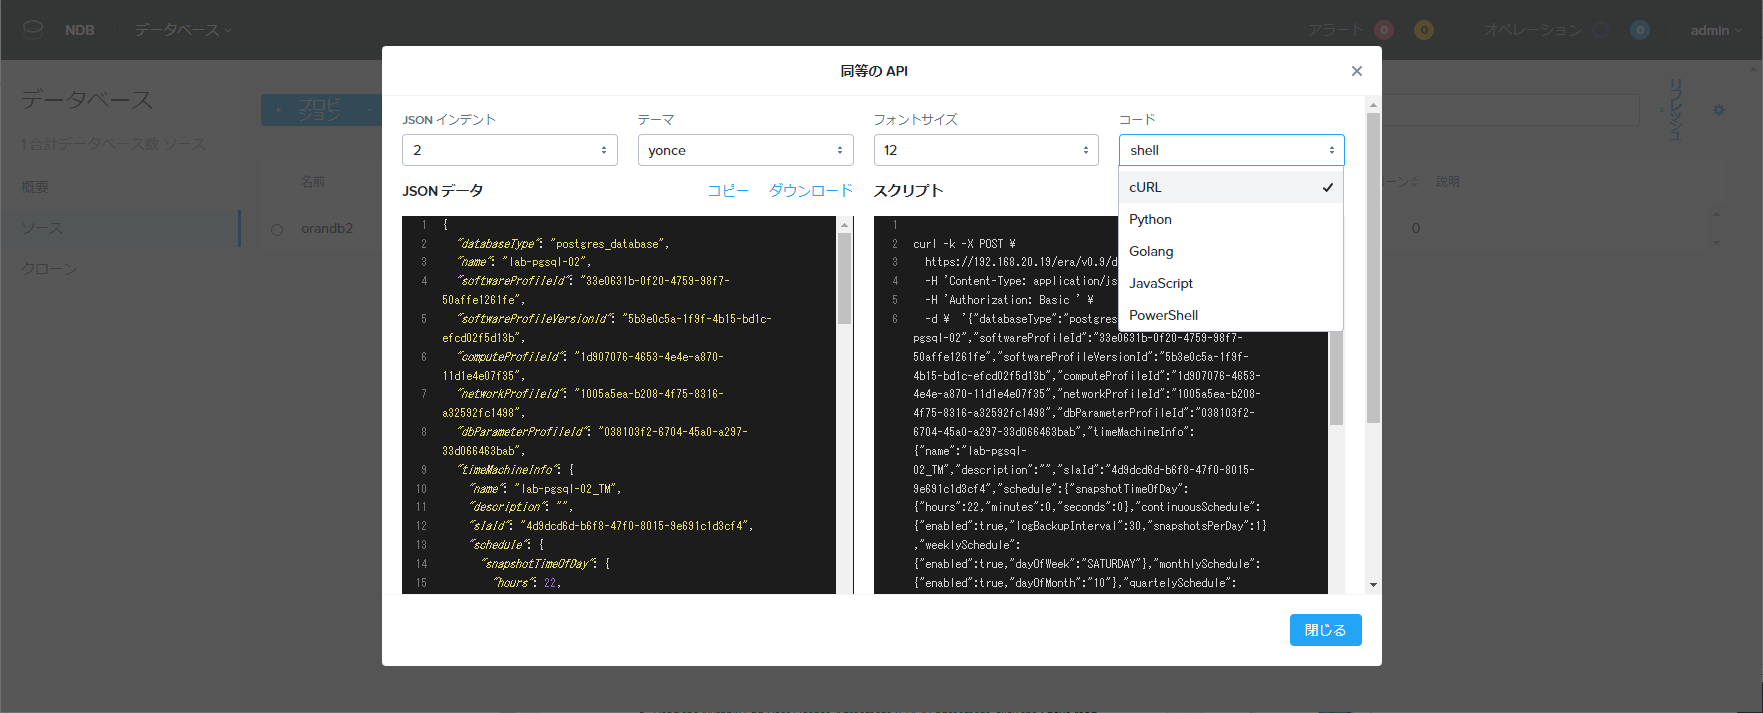 NDB
データベース
アラート
0
0
オペレーション
0
admin
同等の API
データベース
1 合計データベース数 ソース
概要
ソース
クローン
プロビ
ジョン
リフレッシュ
名前
説明
orandb2
0
JSON インデント
テーマ
フォントサイズ
コード
2
yonce
12
shell
cURL
Python
Golang
JavaScript
PowerShell
JSON データ
コピー
ダウンロード
スクリプト
1 {
2 "databaseType": "postgres_database",
3 "name": "lab-pgsql-02",
4 "softwareProfileId": "33e0631b-0f20-4759-98f7-
50affe1261fe",
5 "softwareProfileVersionId": "5b3e0c5a-1f9f-4b15-bd1c-
efcd02f5d13b",
6 "computeProfileId": "1d907076-4653-4e4e-a870-
11d1e4e07f35",
7 "networkProfileId": "1005a5ea-b208-4f75-8316-
a32592fc1498",
8 "dbParameterProfileId": "038103f2-6704-45a0-a297-
33d066463bab",
9 "timeMachineInfo": {
10 "name": "lab-pgsql-02_TM",
11 "description": "",
12 "slaId": "4d9dcd6d-b6f8-47f0-8015-9e691c1d3cf4",
13 "schedule": {
14 "snapshotTimeOfDay": {
15 "hours": 22,
1
2 curl -k -X POST ¥
3 https://192.168.20.19/era/v0.9/d
4 -H 'Content-Type: application/js
5 -H 'Authorization: Basic ' ¥
6 -d ¥ '{"databaseType":"postgres
pgsql-02","softwareProfileId":"33e0631b-0f20-4759-98f7-
50affe1261fe","softwareProfileVersionId":"5b3e0c5a-1f9f-
4b15-bd1c-efcd02f5d13b","computeProfileId":"1d907076-4653-
4e4e-a870-11d1e4e07f35","networkProfileId":"1005a5ea-b208-
4f75-8316-a32592fc1498","dbParameterProfileId":"038103f2-
6704-45a0-a297-33d066463bab","timeMachineInfo":
{"name":"lab-pgsql-
02_TM","description":"","slaId":"4d9dcd6d-b6f8-47f0-8015-
9e691c1d3cf4","schedule":{"snapshotTimeOfDay":
{"hours":22,"minutes":0,"seconds":0},"continuousSchedule":
{"enabled":true,"logBackupInterval":30,"snapshotsPerDay":1}
,"weeklySchedule":
{"enabled":true,"dayOfWeek":"SATURDAY"},"monthlySchedule":
{"enabled":true,"dayOfMonth":"10"},"quartelySchedule":
閉じる